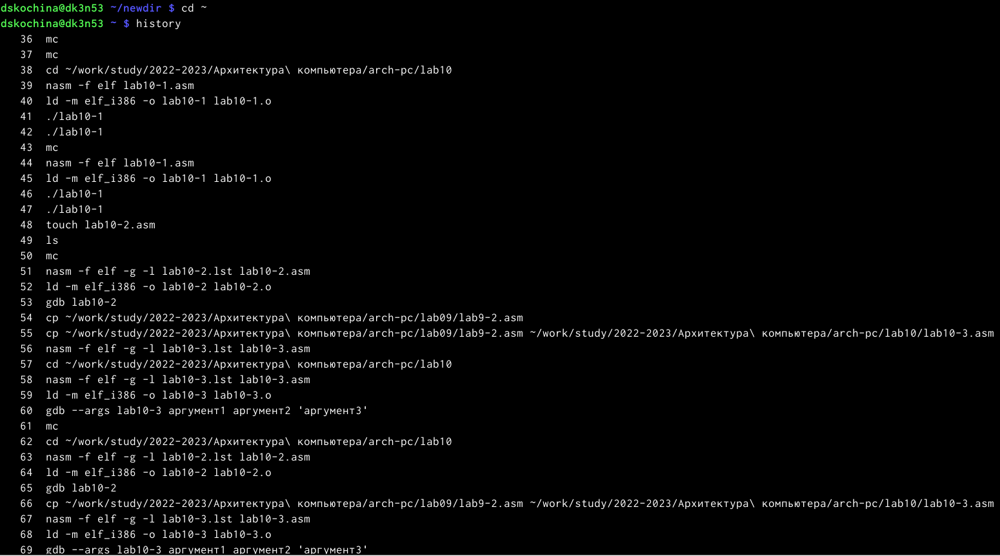 dskochina@dk3n53 ~/newdir $ cd ~
dskochina@dk3n53 ~ $ history
36 mc
37 mc
38 cd ~/work/study/2022-2023/Архитектура\ компьютера/arch-pc/lab10
39 nasm -f elf lab10-1.asm
40 ld -m elf_i386 -o lab10-1 lab10-1.o
41 ./lab10-1
42 ./lab10-1
43 mc
44 nasm -f elf lab10-1.asm
45 ld -m elf_i386 -o lab10-1 lab10-1.o
46 ./lab10-1
47 ./lab10-1
48 touch lab10-2.asm
49 ls
50 mc
51 nasm -f elf -g -l lab10-2.lst lab10-2.asm
52 ld -m elf_i386 -o lab10-2 lab10-2.o
53 gdb lab10-2
54 cp ~/work/study/2022-2023/Архитектура\ компьютера/arch-pc/lab09/lab9-2.asm
55 cp ~/work/study/2022-2023/Архитектура\ компьютера/arch-pc/lab09/lab9-2.asm ~/work/study/2022-2023/Архитектура\ компьютера/arch-pc/lab10/lab10-3.asm
56 nasm -f elf -g -l lab10-3.lst lab10-3.asm
57 cd ~/work/study/2022-2023/Архитектура\ компьютера/arch-pc/lab10
58 nasm -f elf -g -l lab10-3.lst lab10-3.asm
59 ld -m elf_i386 -o lab10-3 lab10-3.o
60 gdb --args lab10-3 аргумент1 аргумент2 'аргумент3'
61 mc
62 cd ~/work/study/2022-2023/Архитектура\ компьютера/arch-pc/lab10
63 nasm -f elf -g -l lab10-2.lst lab10-2.asm
64 ld -m elf_i386 -o lab10-2 lab10-2.o
65 gdb lab10-2
66 cp ~/work/study/2022-2023/Архитектура\ компьютера/arch-pc/lab09/lab9-2.asm ~/work/study/2022-2023/Архитектура\ компьютера/arch-pc/lab10/lab10-3.asm
67 nasm -f elf -g -l lab10-3.lst lab10-3.asm
68 ld -m elf_i386 -o lab10-3 lab10-3.o
69 gdb --args lab10-3 аргумент1 аргумент2 'аргумент3'